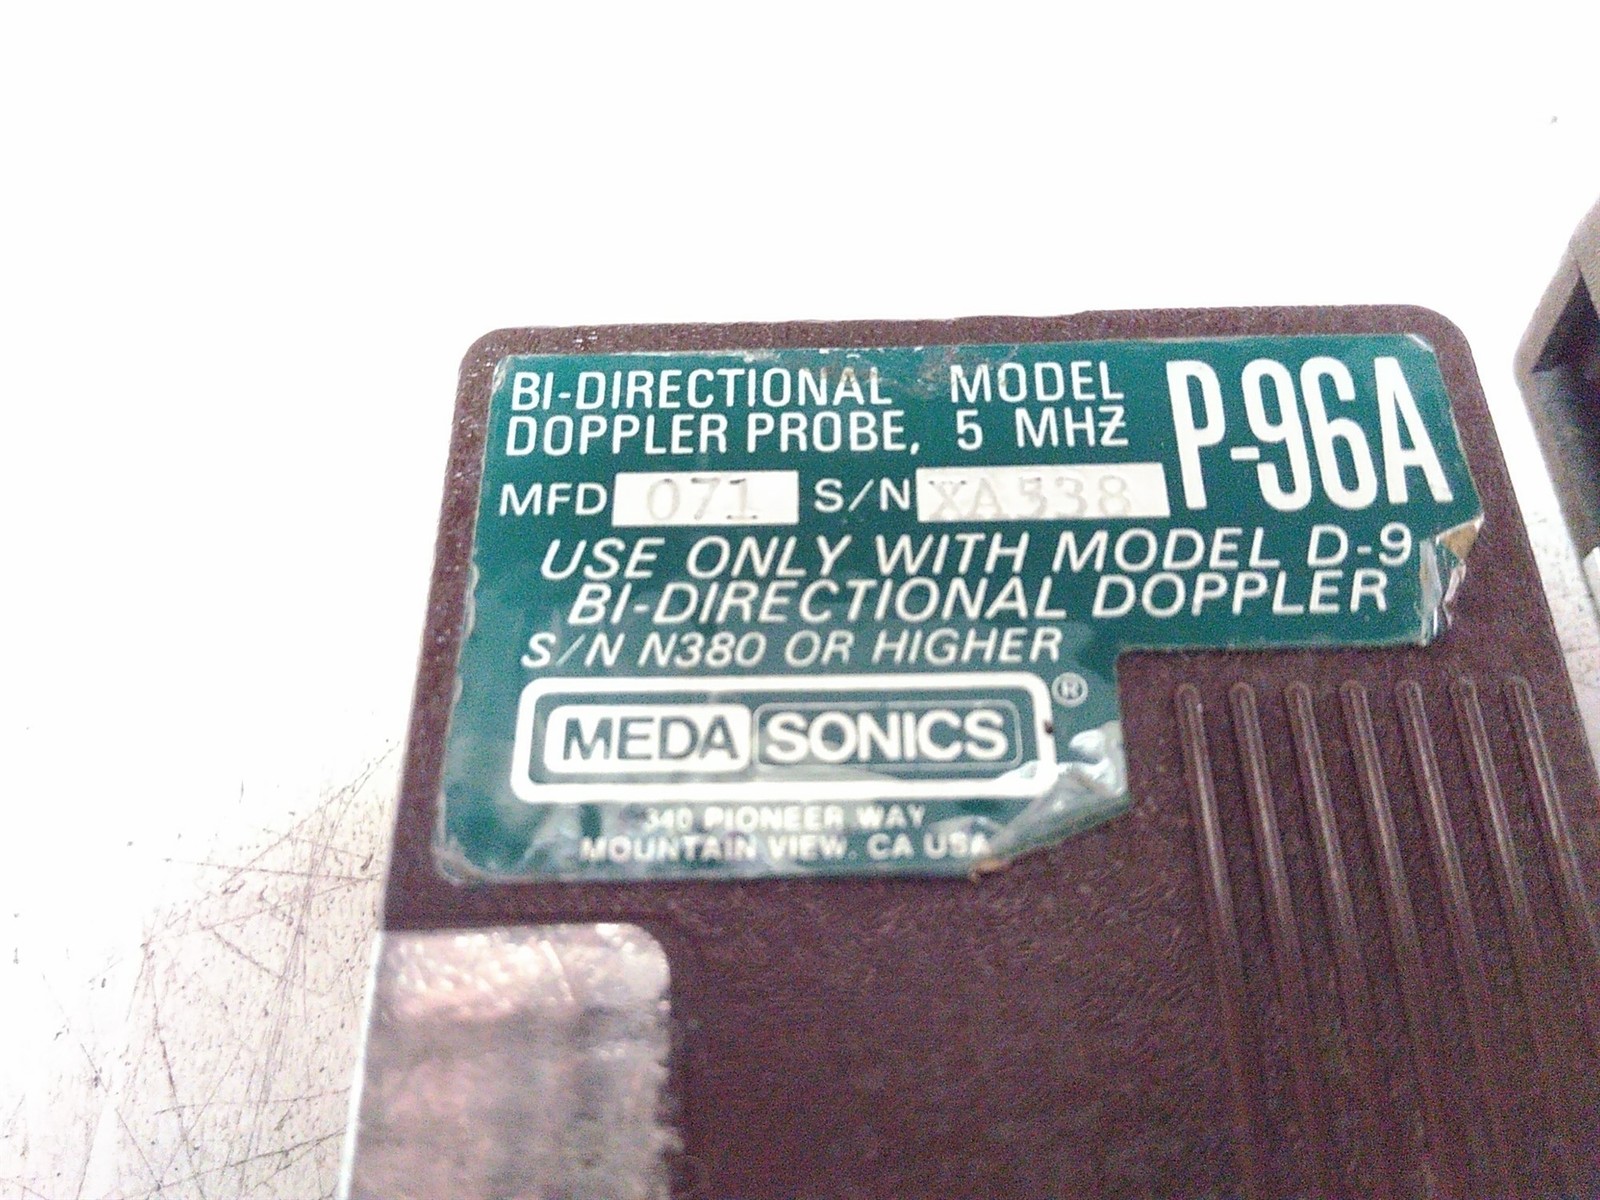 BI-DIRECTIONAL MODEL P-96A
DOPPLER PROBE, 5 MHZ
MFD 071 S/N XA538
USE ONLY WITH MODEL D-9
BI-DIRECTIONAL DOPPLER
S/N N380 OR HIGHER
MEDA SONICS ®
340 PIONEER WAY
MOUNTAIN VIEW, CA USA